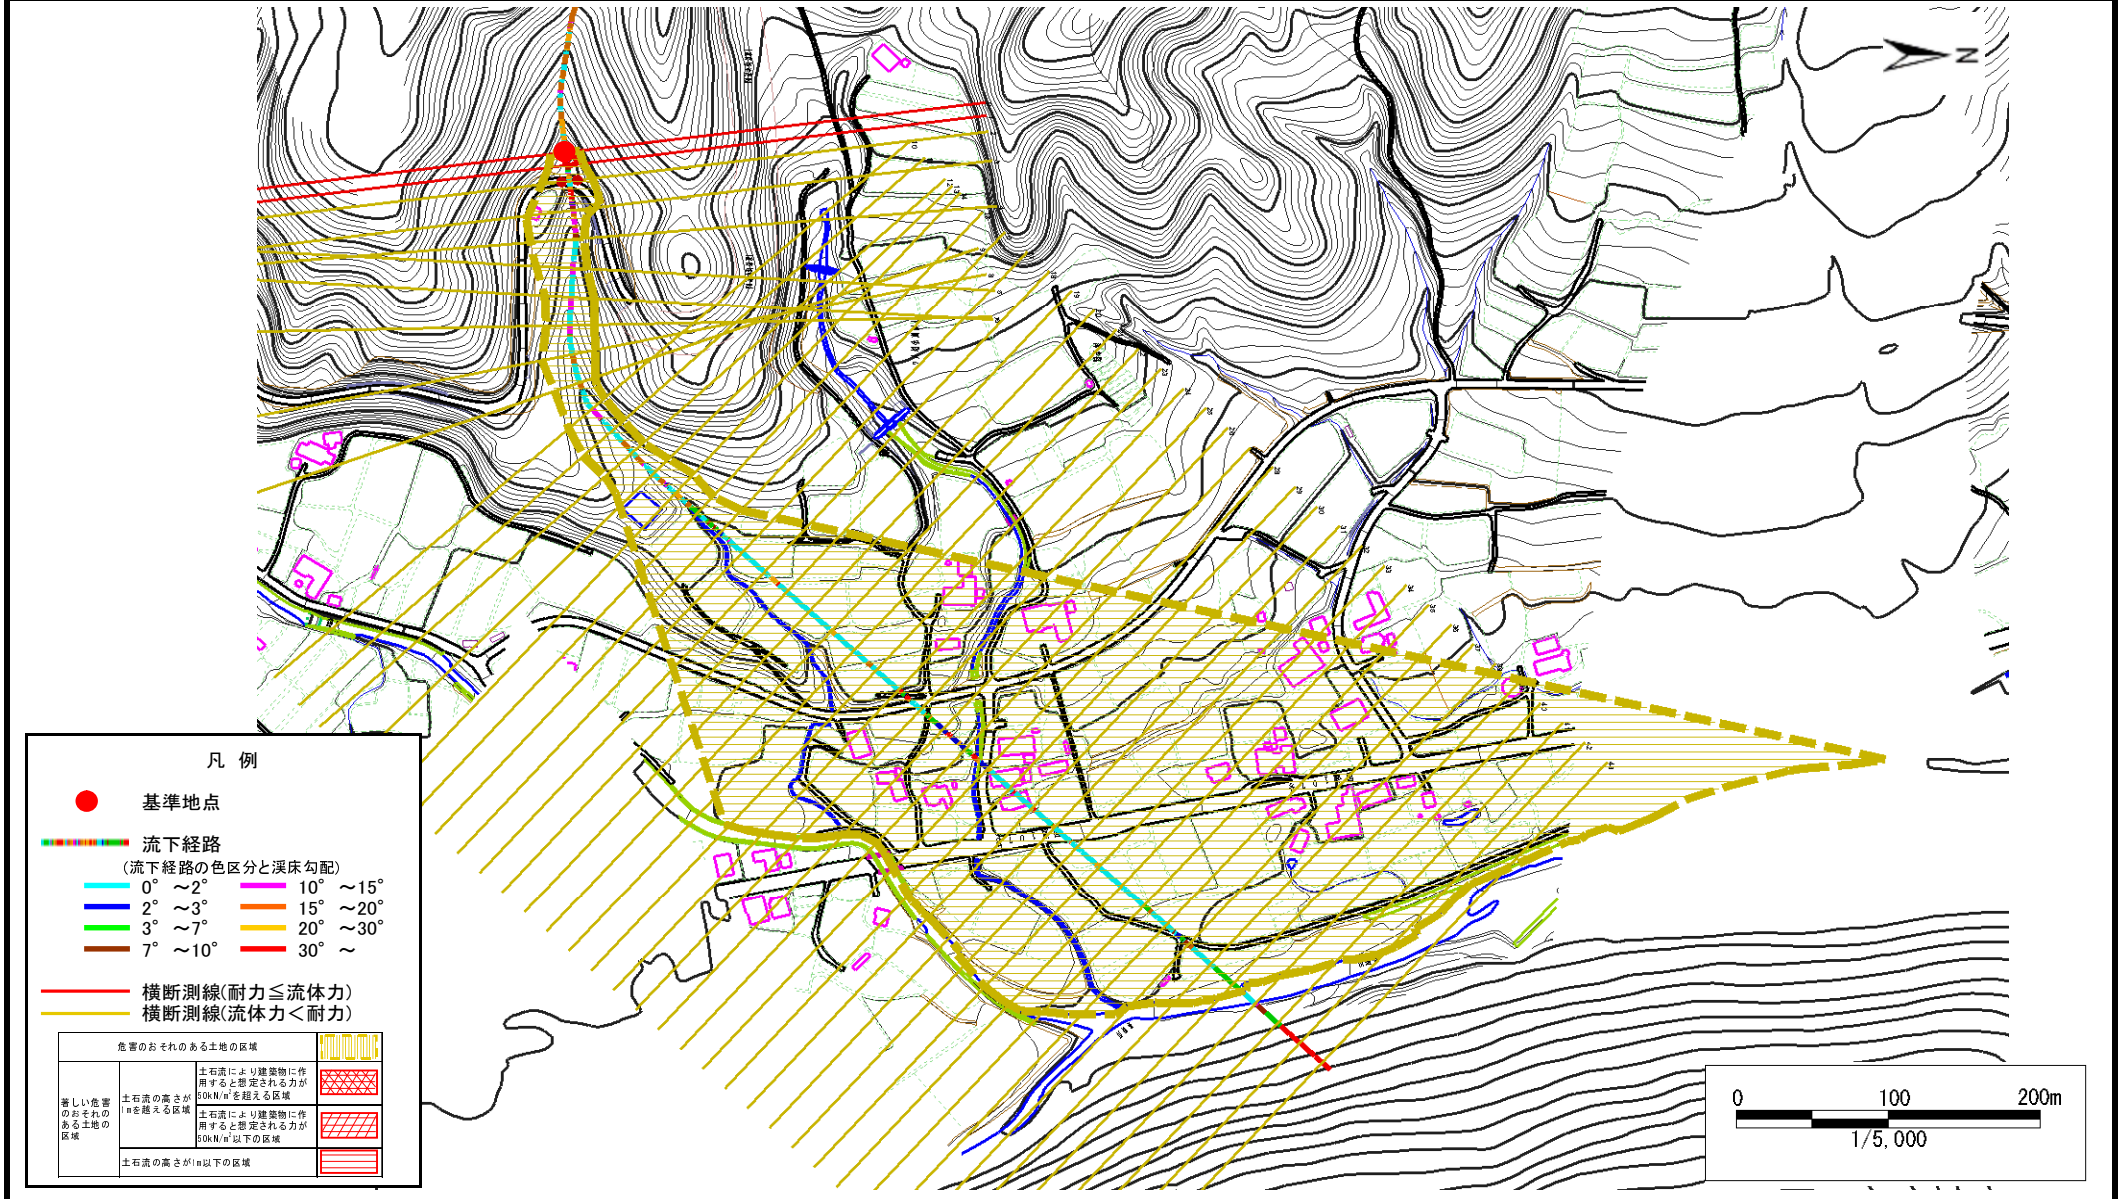 N
凡 例
基準地点
流下経路
(流下経路の色区分と渓床勾配)
0° ～2° 10° ～15°
2° ～3° 15° ～20°
3° ～7° 20° ～30°
7° ～10° 30° ～
横断測線(耐力≦流体力)
横断測線(流体力＜耐力)
危害のおそれのある土地の区域
著しい危害
のおそれの
ある土地の
区域
土石流の高さが
1mを越える区域
土石流により建築物に作
用すると想定される力が
50kN/m²を超える区域
土石流により建築物に作
用すると想定される力が
50kN/m²以下の区域
土石流の高さが1m以下の区域
0 100 200m
1/5,000